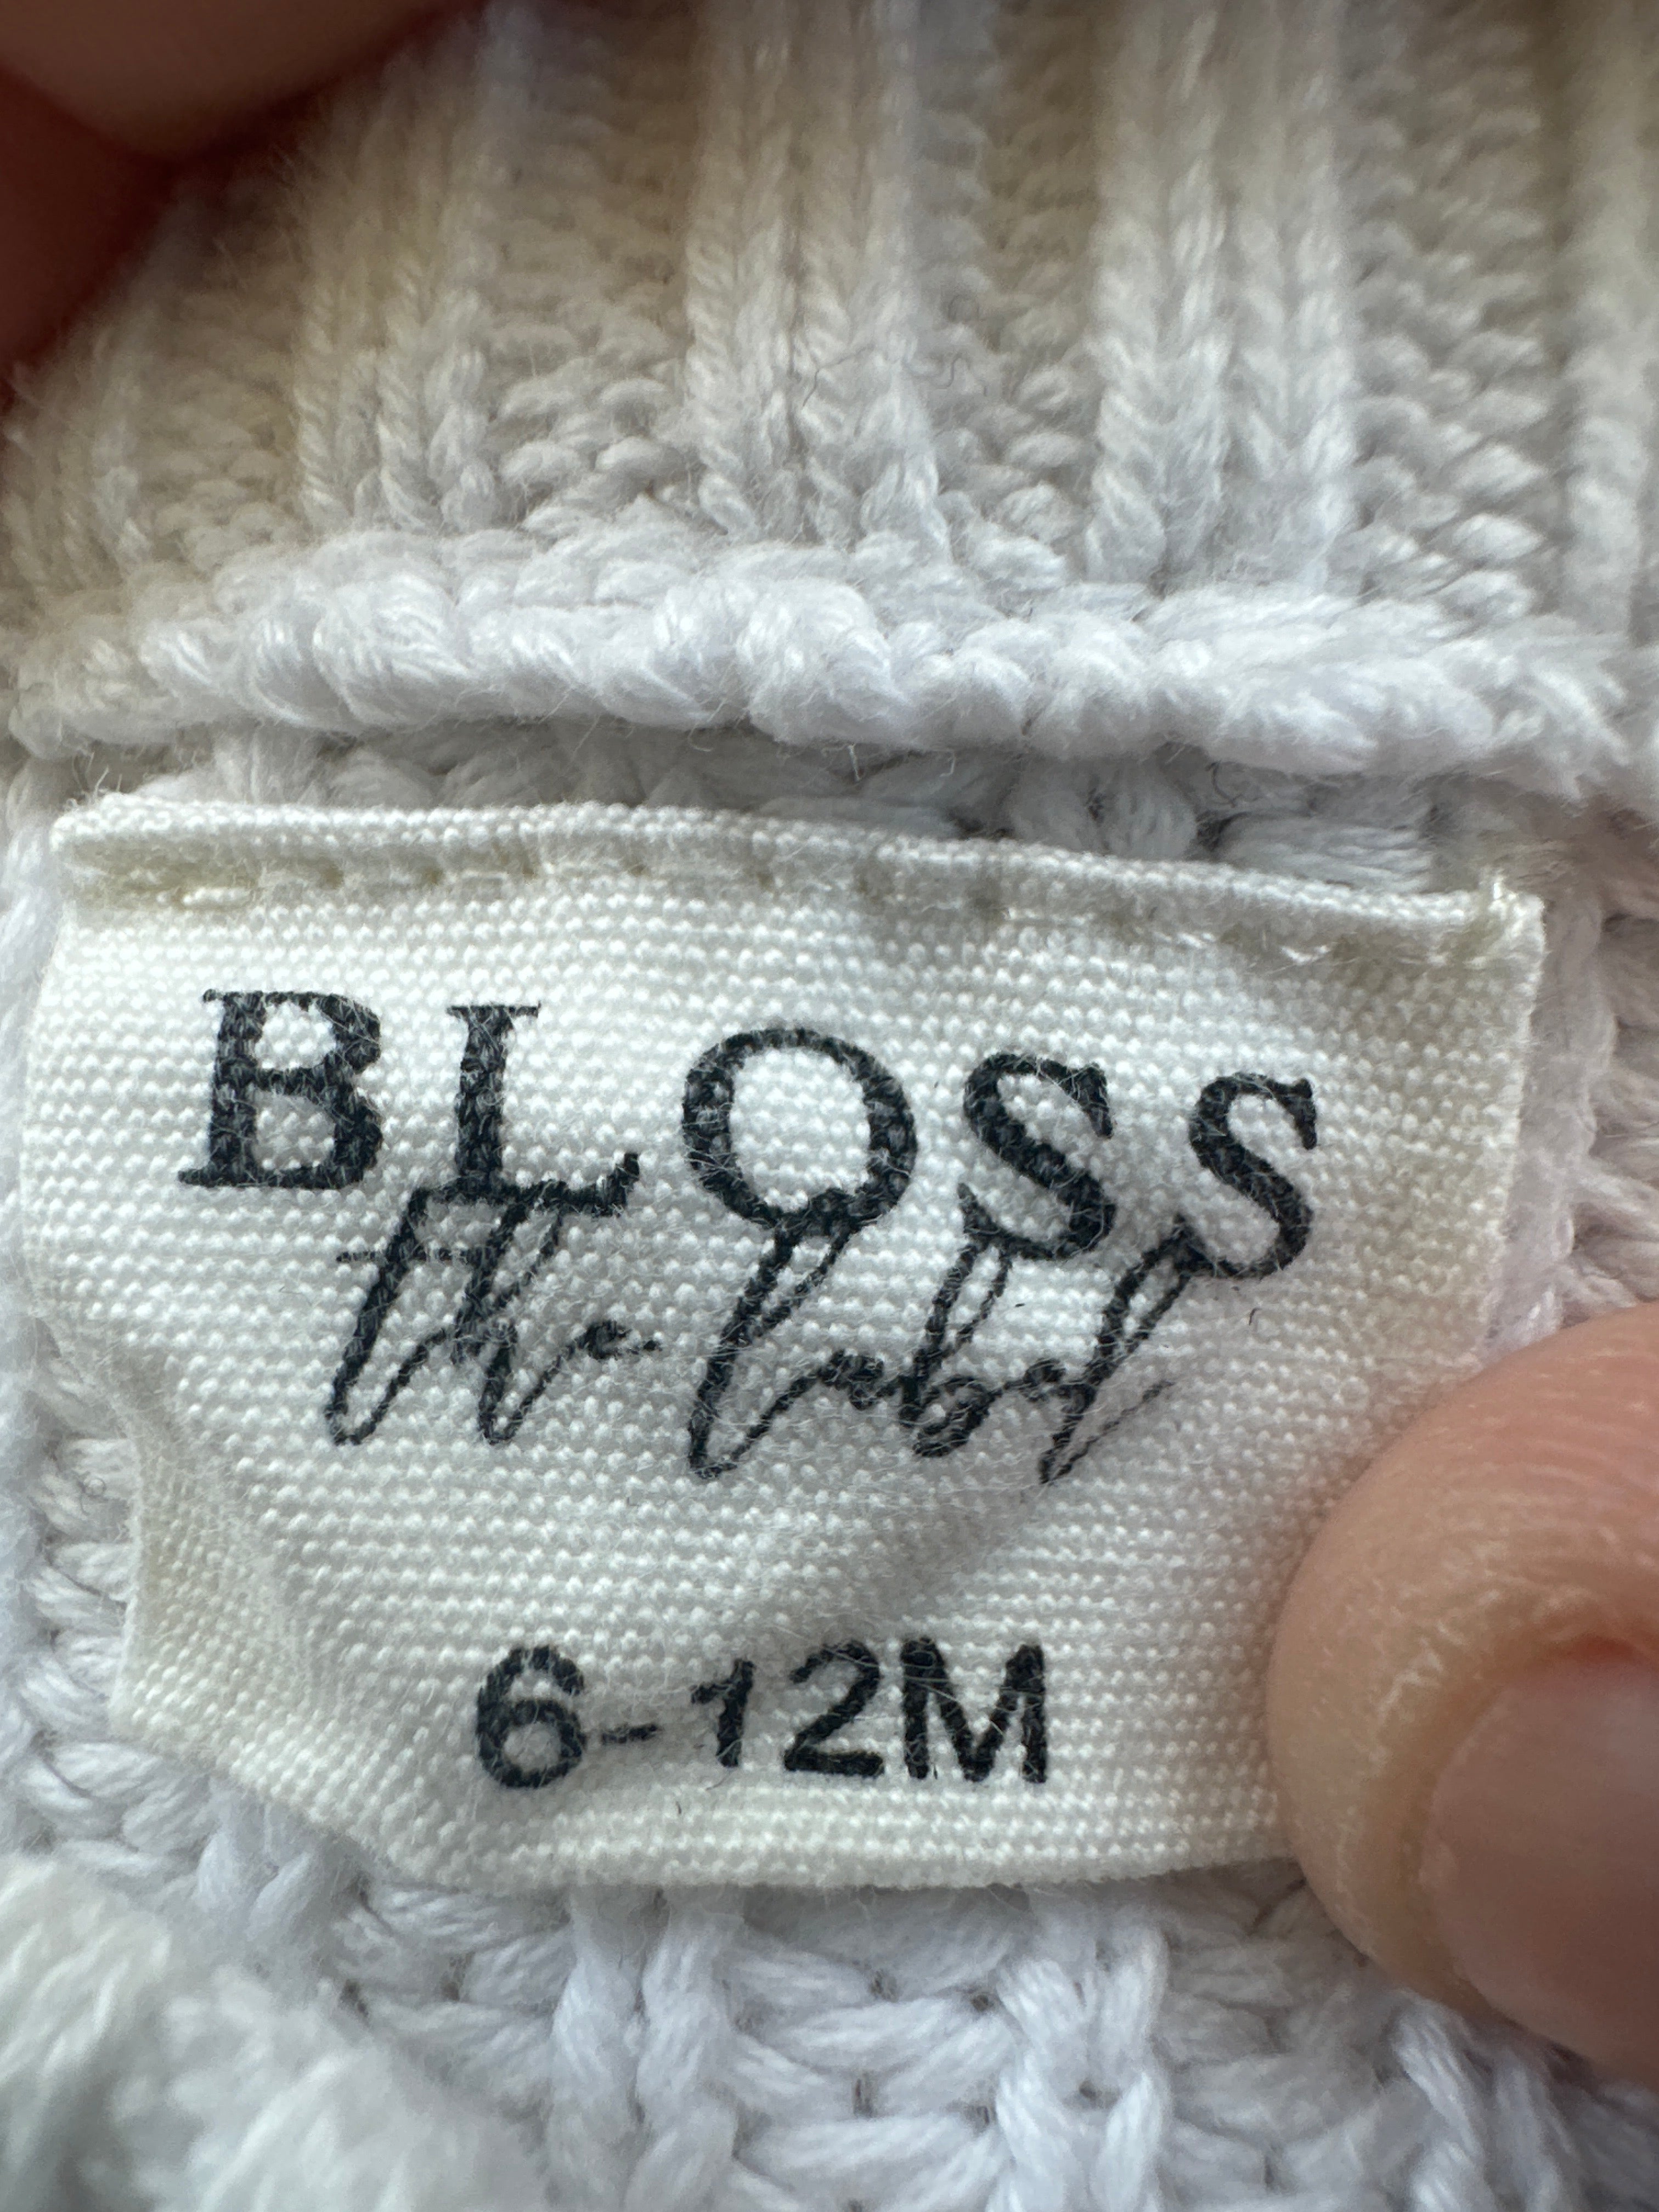 BLOSS
the label
6-12M